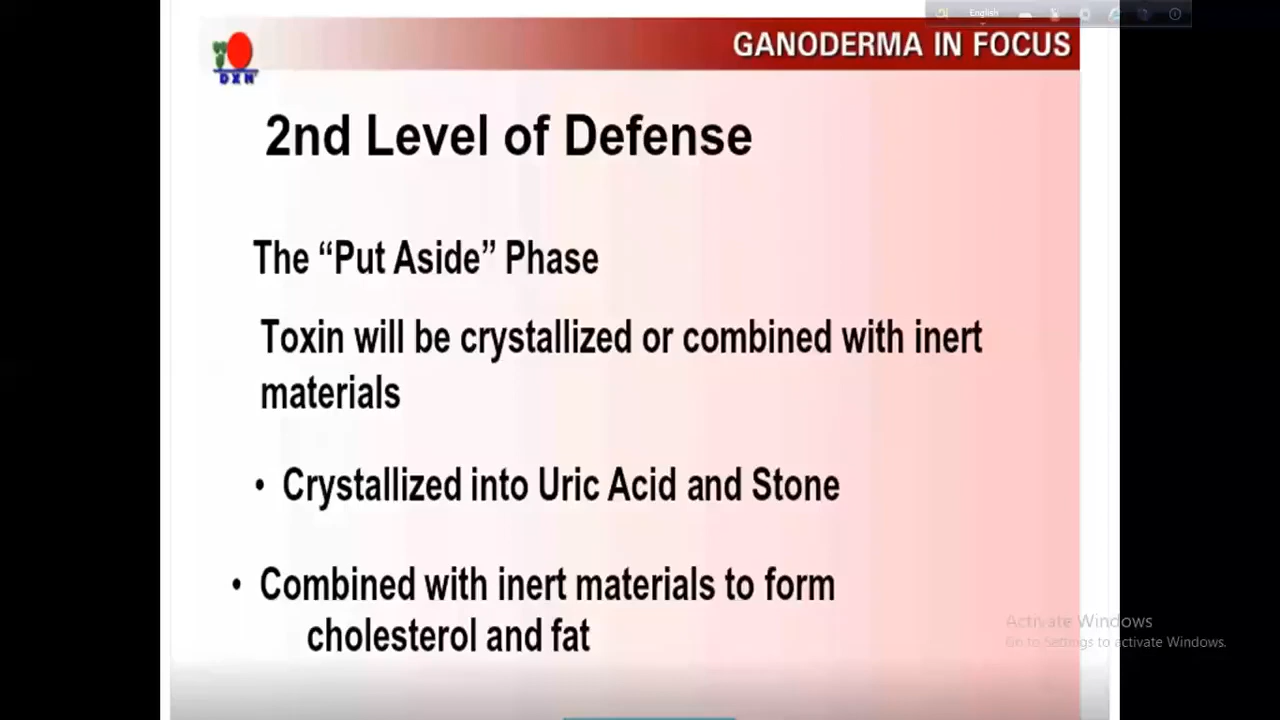 English
GANODERMA IN FOCUS
DXN
2nd Level of Defense
The “Put Aside” Phase
Toxin will be crystallized or combined with inert
materials
• Crystallized into Uric Acid and Stone
• Combined with inert materials to form
cholesterol and fat
Activate Windows
Go to Settings to activate Windows.